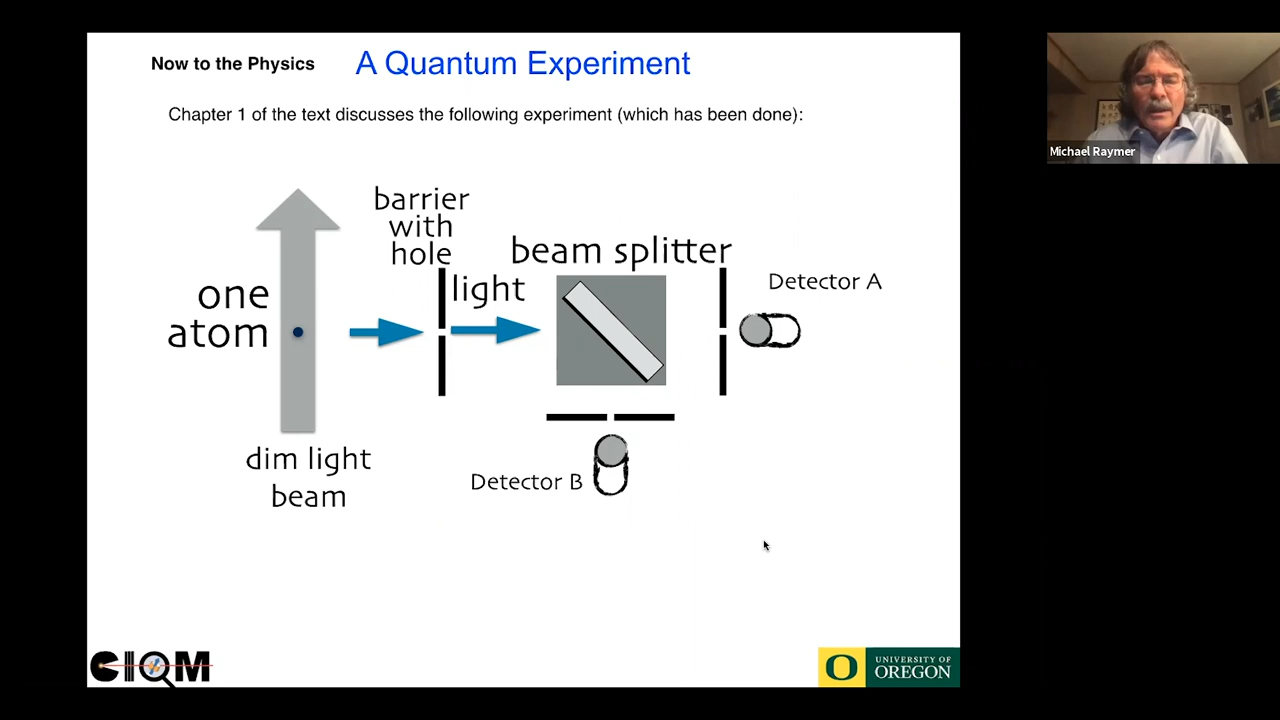 Now to the Physics
A Quantum Experiment
Chapter 1 of the text discusses the following experiment (which has been done):
one
atom
dim light
beam
barrier
with
hole
light
beam splitter
Detector A
Detector B
CIQM
O
UNIVERSITY OF
OREGON
Michael Raymer